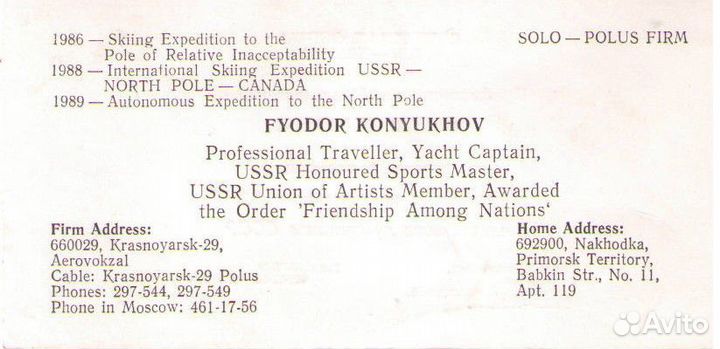 1986 — Skiing Expedition to the
Pole of Relative Inacceptability
1988 — International Skiing Expedition USSR —
NORTH POLE — CANADA
1989 — Autonomous Expedition to the North Pole
SOLO — POLUS FIRM
FYODOR KONYUKHOV
Professional Traveller, Yacht Captain,
USSR Honoured Sports Master,
USSR Union of Artists Member, Awarded
the Order 'Friendship Among Nations‘
Firm Address:
660029, Krasnoyarsk-29,
Aerovokzal
Cable: Krasnoyarsk-29 Polus
Phones: 297-544, 297-549
Phone in Moscow: 461-17-56
Home Address:
692900, Nakhodka,
Primorsk Territory,
Babkin Str., No. 11,
Apt. 119
Avito